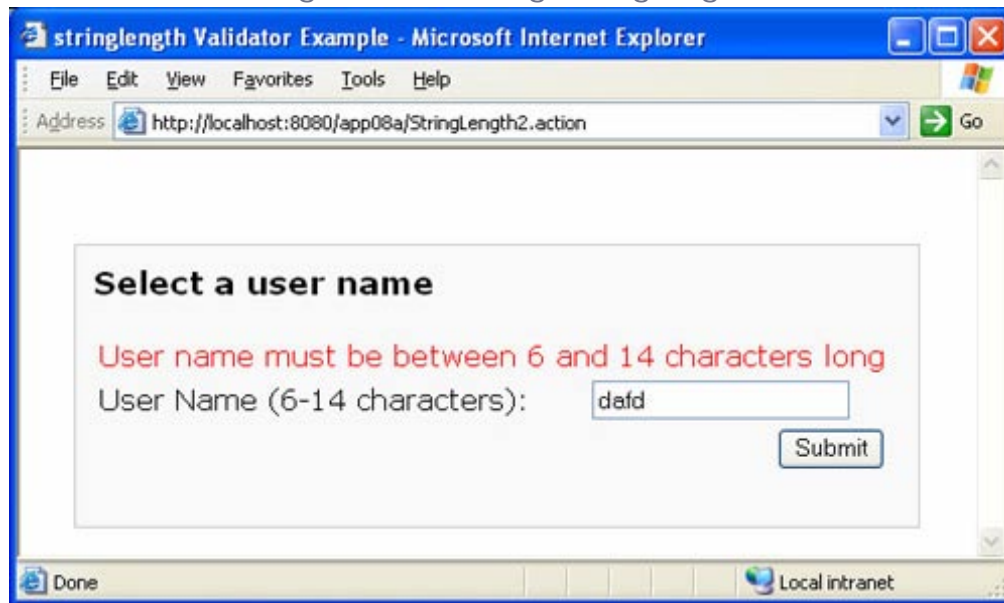 stringlength Validator Example - Microsoft Internet Explorer
File Edit View Favorites Tools Help
Address http://localhost:8080/app08a/StringLength2.action Go
Select a user name
User name must be between 6 and 14 characters long
User Name (6-14 characters): dafd
Submit
Done Local intranet